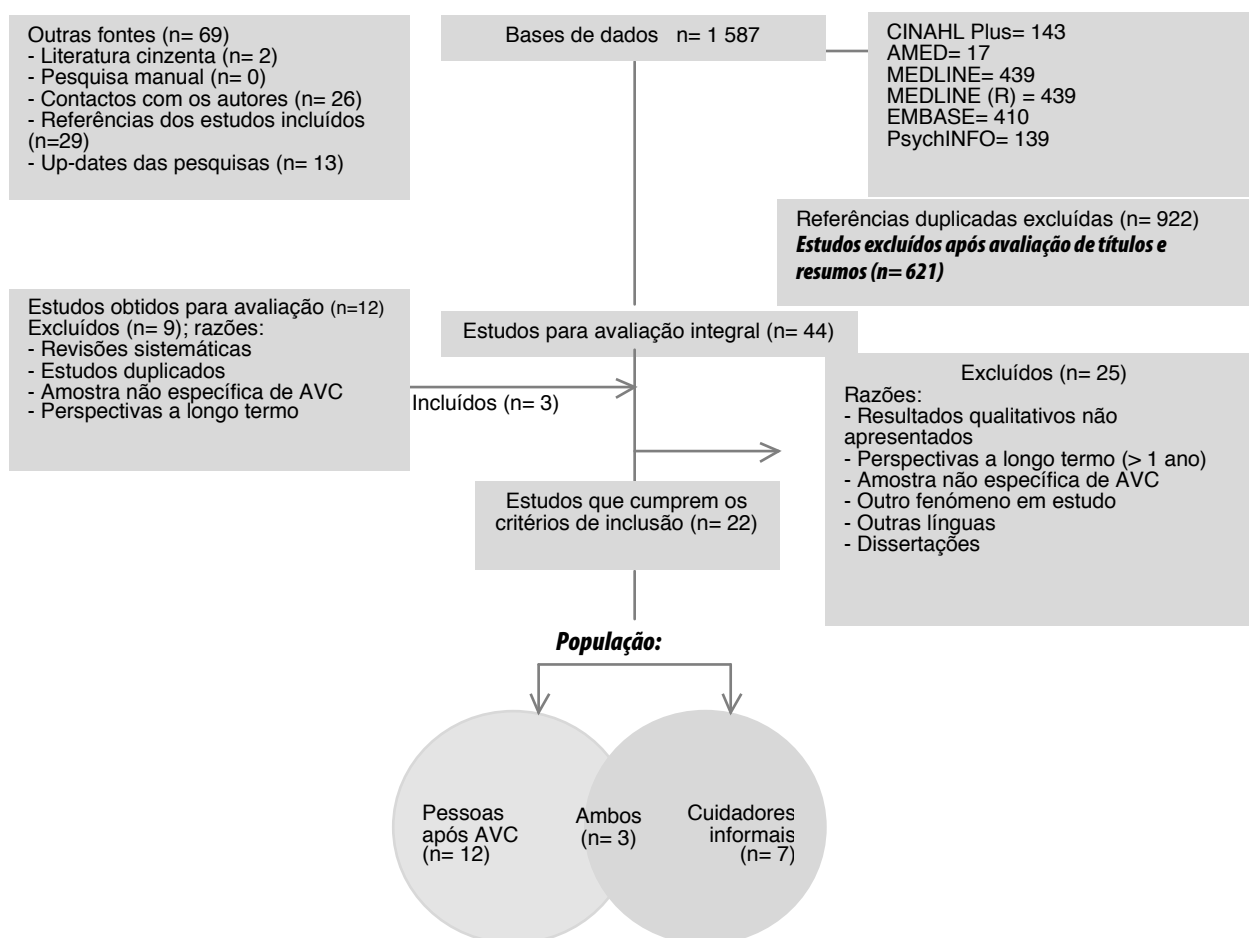 Outras fontes (n= 69)
- Literatura cinzenta (n= 2)
- Pesquisa manual (n= 0)
- Contactos com os autores (n= 26)
- Referências dos estudos incluídos
(n=29)
- Up-dates das pesquisas (n= 13)
Bases de dados n= 1 587
CINAHL Plus= 143
AMED= 17
MEDLINE= 439
MEDLINE (R) = 439
EMBASE= 410
PsychINFO= 139
Referências duplicadas excluídas (n= 922)
Estudos excluídos após avaliação de títulos e
resumos (n= 621)
Estudos obtidos para avaliação (n=12)
Excluídos (n= 9); razões:
- Revisões sistemáticas
- Estudos duplicados
- Amostra não específica de AVC
- Perspectivas a longo termo
Estudos para avaliação integral (n= 44)
Incluídos (n= 3)
Excluídos (n= 25)
Razões:
- Resultados qualitativos não
apresentados
- Perspectivas a longo termo (> 1 ano)
- Amostra não específica de AVC
- Outro fenómeno em estudo
- Outras línguas
- Dissertações
Estudos que cumprem os
critérios de inclusão (n= 22)
População:
Pessoas
após AVC
(n= 12)
Ambos
(n= 3)
Cuidadores
informais
(n= 7)